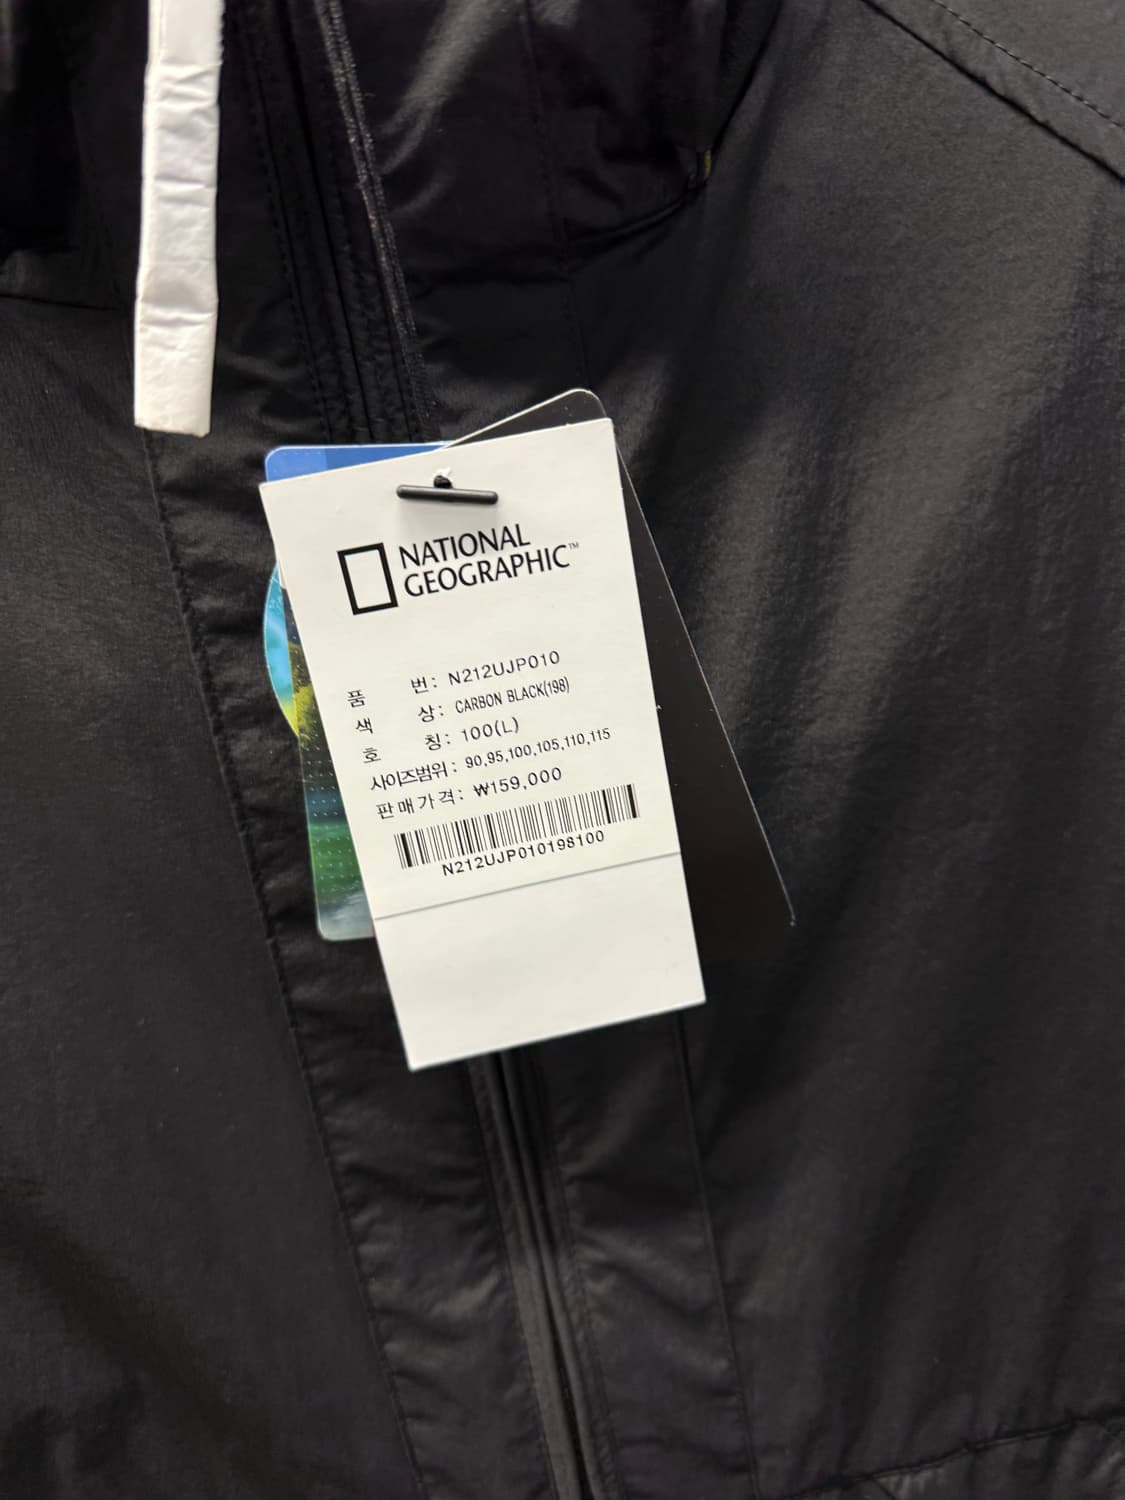 NATIONAL
GEOGRAPHIC™
품 번: N212UJP010
색 상: CARBON BLACK(198)
호 칭: 100(L)
사이즈범위: 90,95,100,105,110,115
판매가격: ₩159,000
N212UJP010198100